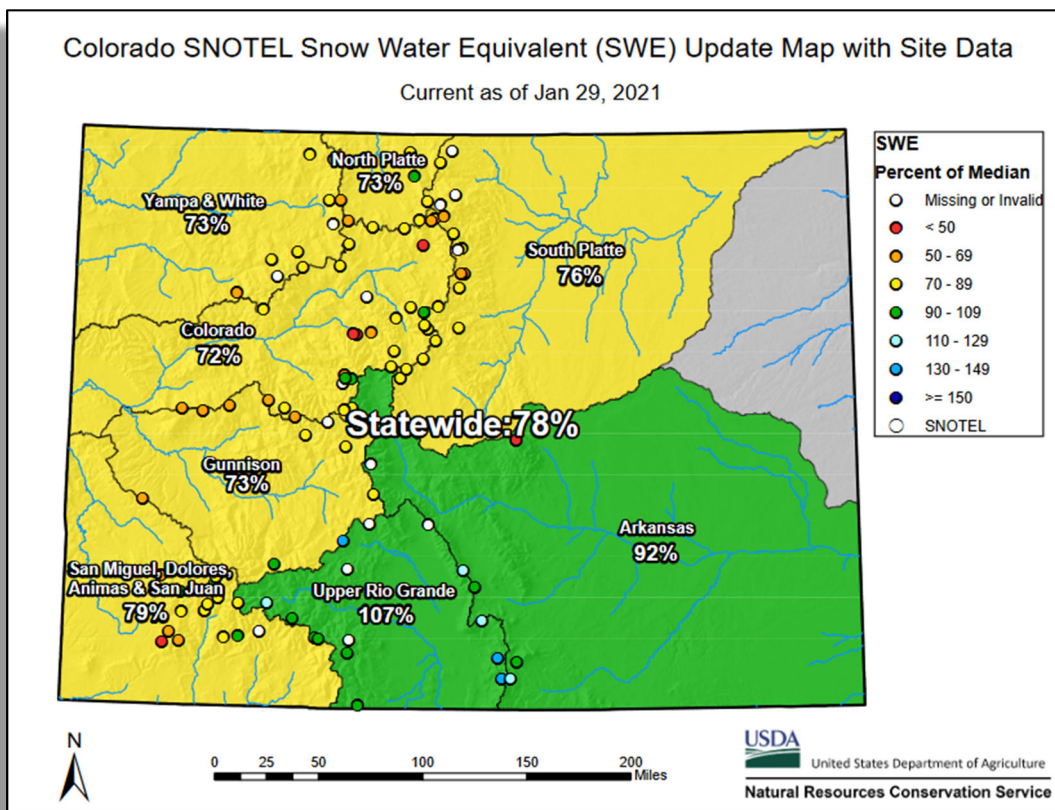 Colorado SNOTEL Snow Water Equivalent (SWE) Update Map with Site Data
Current as of Jan 29, 2021
North Platte
73%
Yampa & White
73%
South Platte
76%
Colorado
72%
Statewide:78%
Gunnison
73%
Arkansas
92%
San Miguel, Dolores,
Animas & San Juan
79%
Upper Rio Grande
107%
SWE
Percent of Median
Missing or Invalid
< 50
50 - 69
70 - 89
90 - 109
110 - 129
130 - 149
>= 150
SNOTEL
N
0 25 50 100 150 200
Miles
USDA
United States Department of Agriculture
Natural Resources Conservation Service